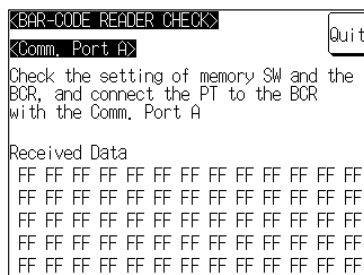 <BAR-CODE READER CHECK>
Quit
<Comm. Port A>
Check the setting of memory SW and the
BCR, and connect the PT to the BCR
with the Comm. Port A
Received Data
FF FF FF FF FF FF FF FF FF FF FF FF FF
FF FF FF FF FF FF FF FF FF FF FF FF FF
FF FF FF FF FF FF FF FF FF FF FF FF FF
FF FF FF FF FF FF FF FF FF FF FF FF FF
FF FF FF FF FF FF FF FF FF FF FF FF FF